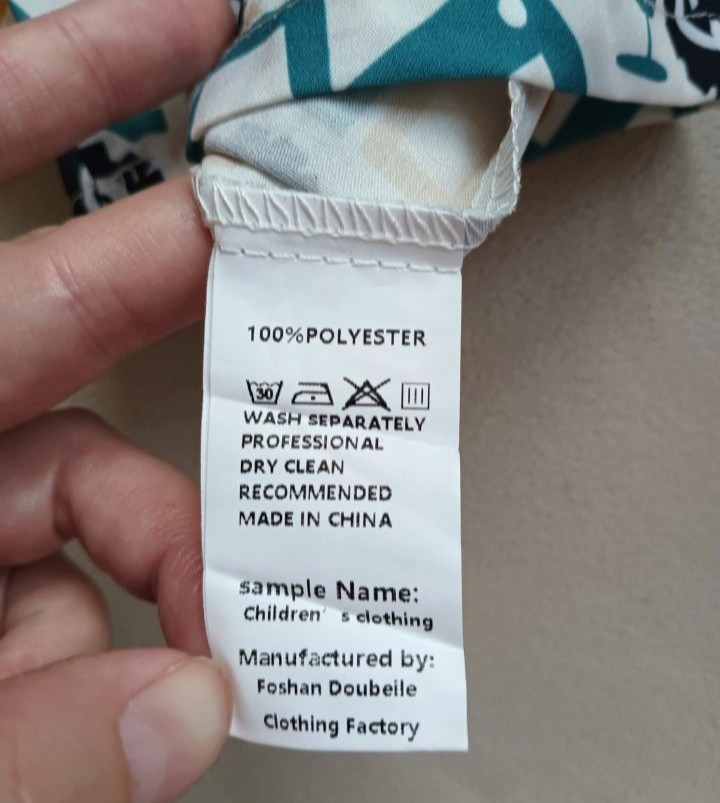 100%POLYESTER
30
WASH SEPARATELY
PROFESSIONAL
DRY CLEAN
RECOMMENDED
MADE IN CHINA
sample Name:
Children' s clothing
Manufactured by:
Foshan Doubeile
Clothing Factory